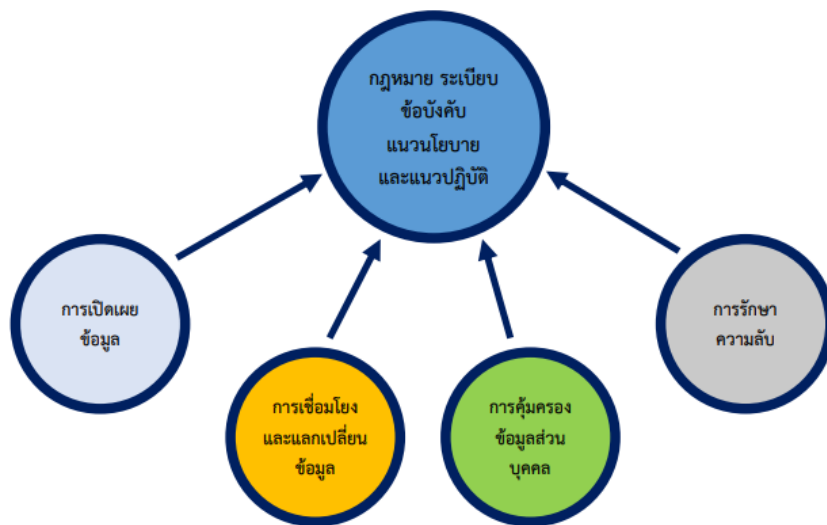 กฎหมาย ระเบียบ
ข้อบังคับ
แนวนโยบาย
และแนวปฏิบัติ
การเปิดเผย
ข้อมูล
การเชื่อมโยง
และแลกเปลี่ยน
ข้อมูล
การคุ้มครอง
ข้อมูลส่วน
บุคคล
การรักษา
ความลับ